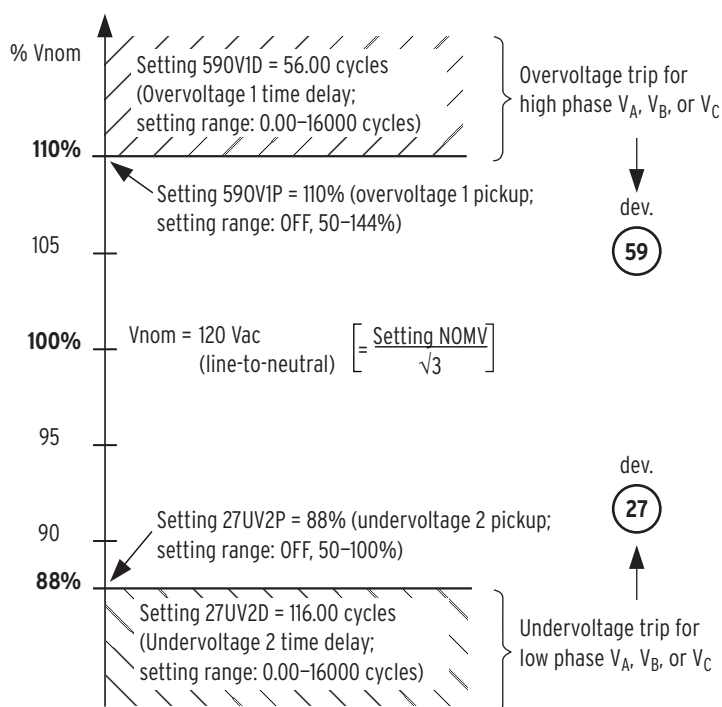 % Vnom
Setting 59OV1D = 56.00 cycles
(Overvoltage 1 time delay;
setting range: 0.00–16000 cycles)
Overvoltage trip for
high phase VA, VB, or VC
110%
Setting 59OV1P = 110% (overvoltage 1 pickup;
setting range: OFF, 50–144%)
dev.
59
105
100%
Vnom = 120 Vac
(line-to-neutral)
[= Setting NOMV
√3]
95
dev.
27
90
Setting 27UV2P = 88% (undervoltage 2 pickup;
setting range: OFF, 50–100%)
88%
Setting 27UV2D = 116.00 cycles
(Undervoltage 2 time delay;
setting range: 0.00–16000 cycles)
Undervoltage trip for
low phase VA, VB, or VC